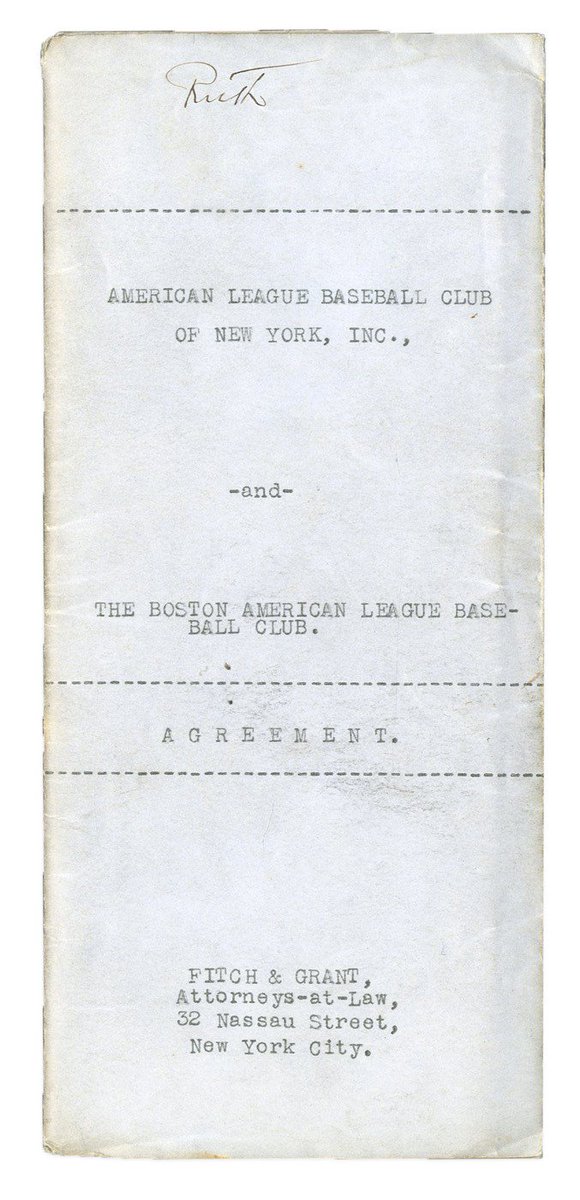 Ruth
AMERICAN LEAGUE BASEBALL CLUB
OF NEW YORK, INC.,
-and-
THE BOSTON AMERICAN LEAGUE BASE-
BALL CLUB.
A G R E E M E N T.
FITCH & GRANT,
Attorneys-at-Law,
32 Nassau Street,
New York City.